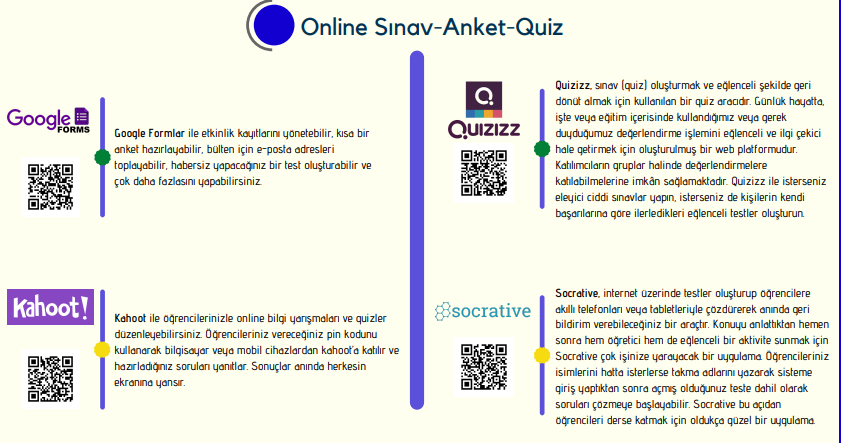 Online Sınav-Anket-Quiz
Google
FORMS
Google Formlar ile etkinlik kayıtlarını yönetebilir, kısa bir
anket hazırlayabilir, bülten için e-posta adresleri
toplayabilir, habersiz yapacağınız bir test oluşturabilir ve
çok daha fazlasını yapabilirsiniz.
Kahoot!
Kahoot ile öğrencilerinizle online bilgi yarışmaları ve quizler
düzenleyebilirsiniz. Öğrencileriniz vereceğiniz pin kodunu
kullanarak bilgisayar veya mobil cihazlardan kahoot'a katılır ve
hazırladığınız soruları yanıtlar. Sonuçlar anında herkesin
ekranına yansır.
QUIZIZZ
Quizizz, sınav (quiz) oluşturmak ve eğlenceli şekilde geri
dönüt almak için kullanılan bir quiz aracıdır. Günlük hayatta,
işte veya eğitim içerisinde kullandığımız veya gerek
duyduğumuz değerlendirme işlemini eğlenceli ve ilgi çekici
hale getirmek için oluşturulmuş bir web platformudur.
Katılımcıların gruplar halinde değerlendirmelere
katılabilmelerine imkân sağlamaktadır. Quizizz ile isterseniz
eleyici ciddi sınavlar yapın, isterseniz de kişilerin kendi
başarılarına göre ilerledikleri eğlenceli testler oluşturun.
socrative
Socrative, internet üzerinde testler oluşturup öğrencilere
akıllı telefonları veya tabletleriyle çözdürerek anında geri
bildirim verebileceğiniz bir araçtır. Konuyu anlattıktan hemen
sonra hem öğretici hem de eğlenceli bir aktivite sunmak için
Socrative çok işinize yarayacak bir uygulama. Öğrencileriniz
isimlerini hatta isterlerse takma adlarını yazarak sisteme
giriş yaptıktan sonra açmış olduğunuz teste dahil olarak
soruları çözmeye başlayabilir. Socrative bu açıdan
öğrencileri derse katmak için oldukça güzel bir uygulama.